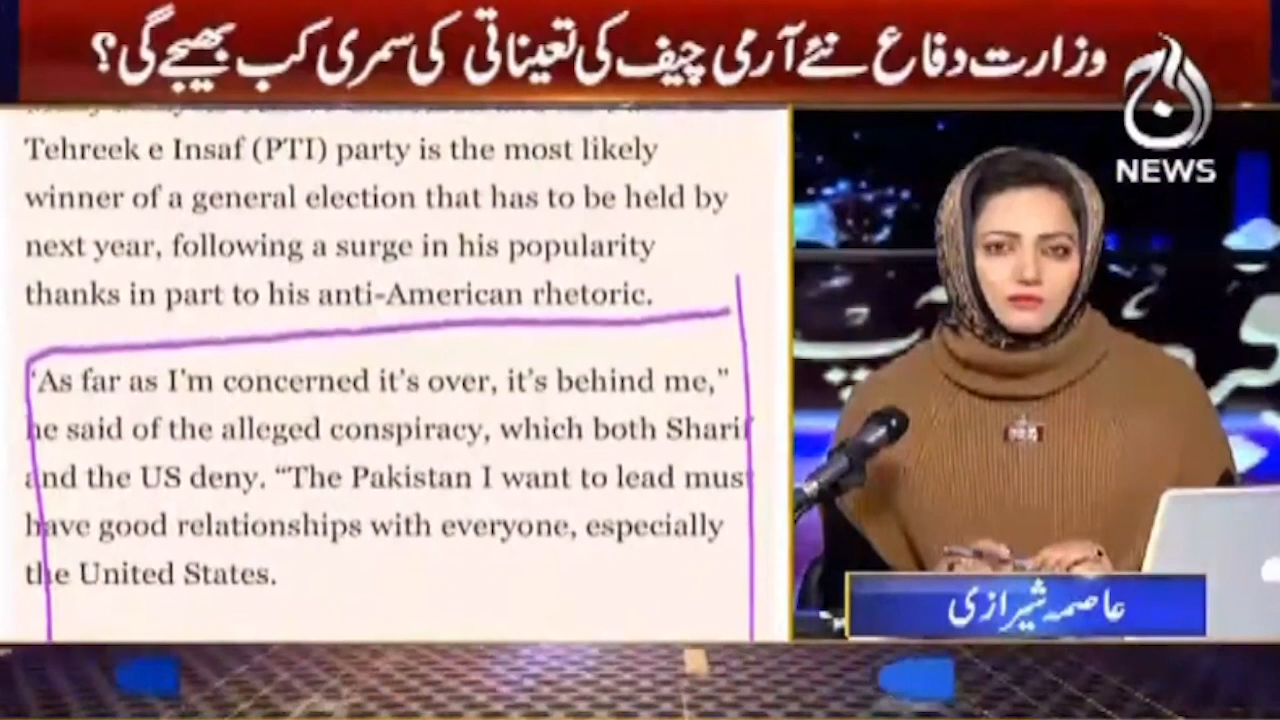 وزارت دفاع نئے آرمی چیف کی تعیناتی کی سمری کب بھیجے گی؟
آج
NEWS
Tehreek e Insaf (PTI) party is the most likely
winner of a general election that has to be held by
next year, following a surge in his popularity
thanks in part to his anti-American rhetoric.
"As far as I'm concerned it's over, it's behind me,"
he said of the alleged conspiracy, which both Sharif
and the US deny. “The Pakistan I want to lead must
have good relationships with everyone, especially
the United States.
عاصمہ شیرازی